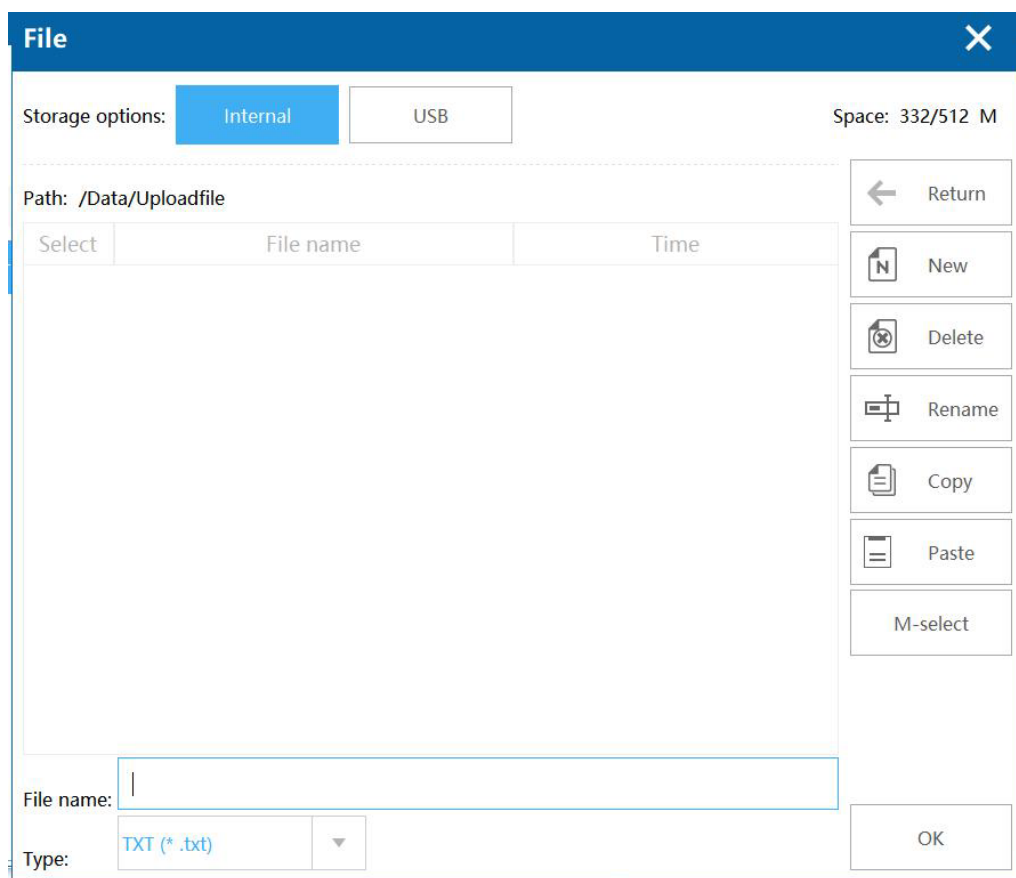 File
Storage options: Internal USB Space: 332/512 M
Path: /Data/Uploadfile
Return
Select File name Time
New
Delete
Rename
Copy
Paste
M-select
File name:
OK
Type: TXT (* .txt)